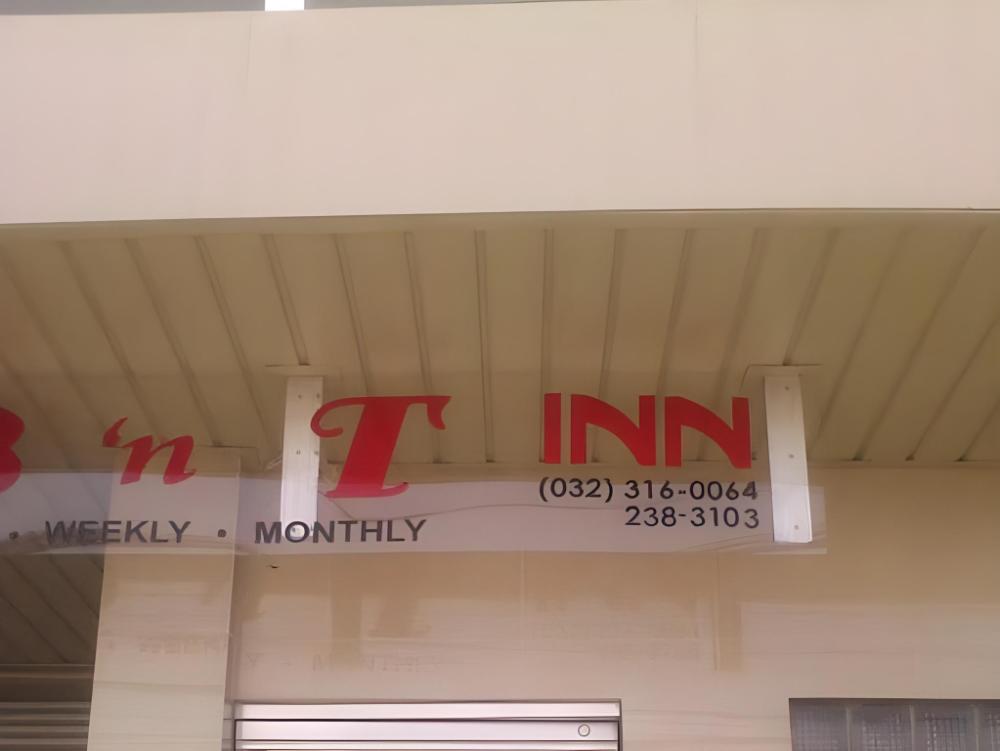 B 'n T INN
(032) 316-0064
238-3103
• WEEKLY • MONTHLY